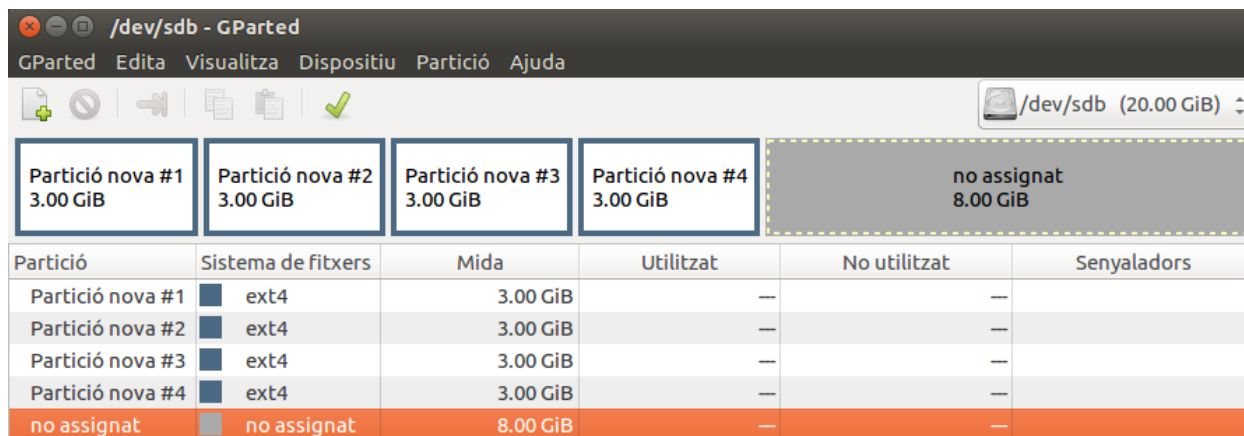 /dev/sdb - GParted
GParted Edita Visualitza Dispositiu Partició Ajuda
/dev/sdb (20.00 GiB)
Partició nova #1 Partició nova #2 Partició nova #3 Partició nova #4 no assignat
3.00 GiB 3.00 GiB 3.00 GiB 3.00 GiB 8.00 GiB
Partició Sistema de fitxers Mida Utilitzat No utilitzat Senyaladors
Partició nova #1 ext4 3.00 GiB --- ---
Partició nova #2 ext4 3.00 GiB --- ---
Partició nova #3 ext4 3.00 GiB --- ---
Partició nova #4 ext4 3.00 GiB --- ---
no assignat no assignat 8.00 GiB --- ---